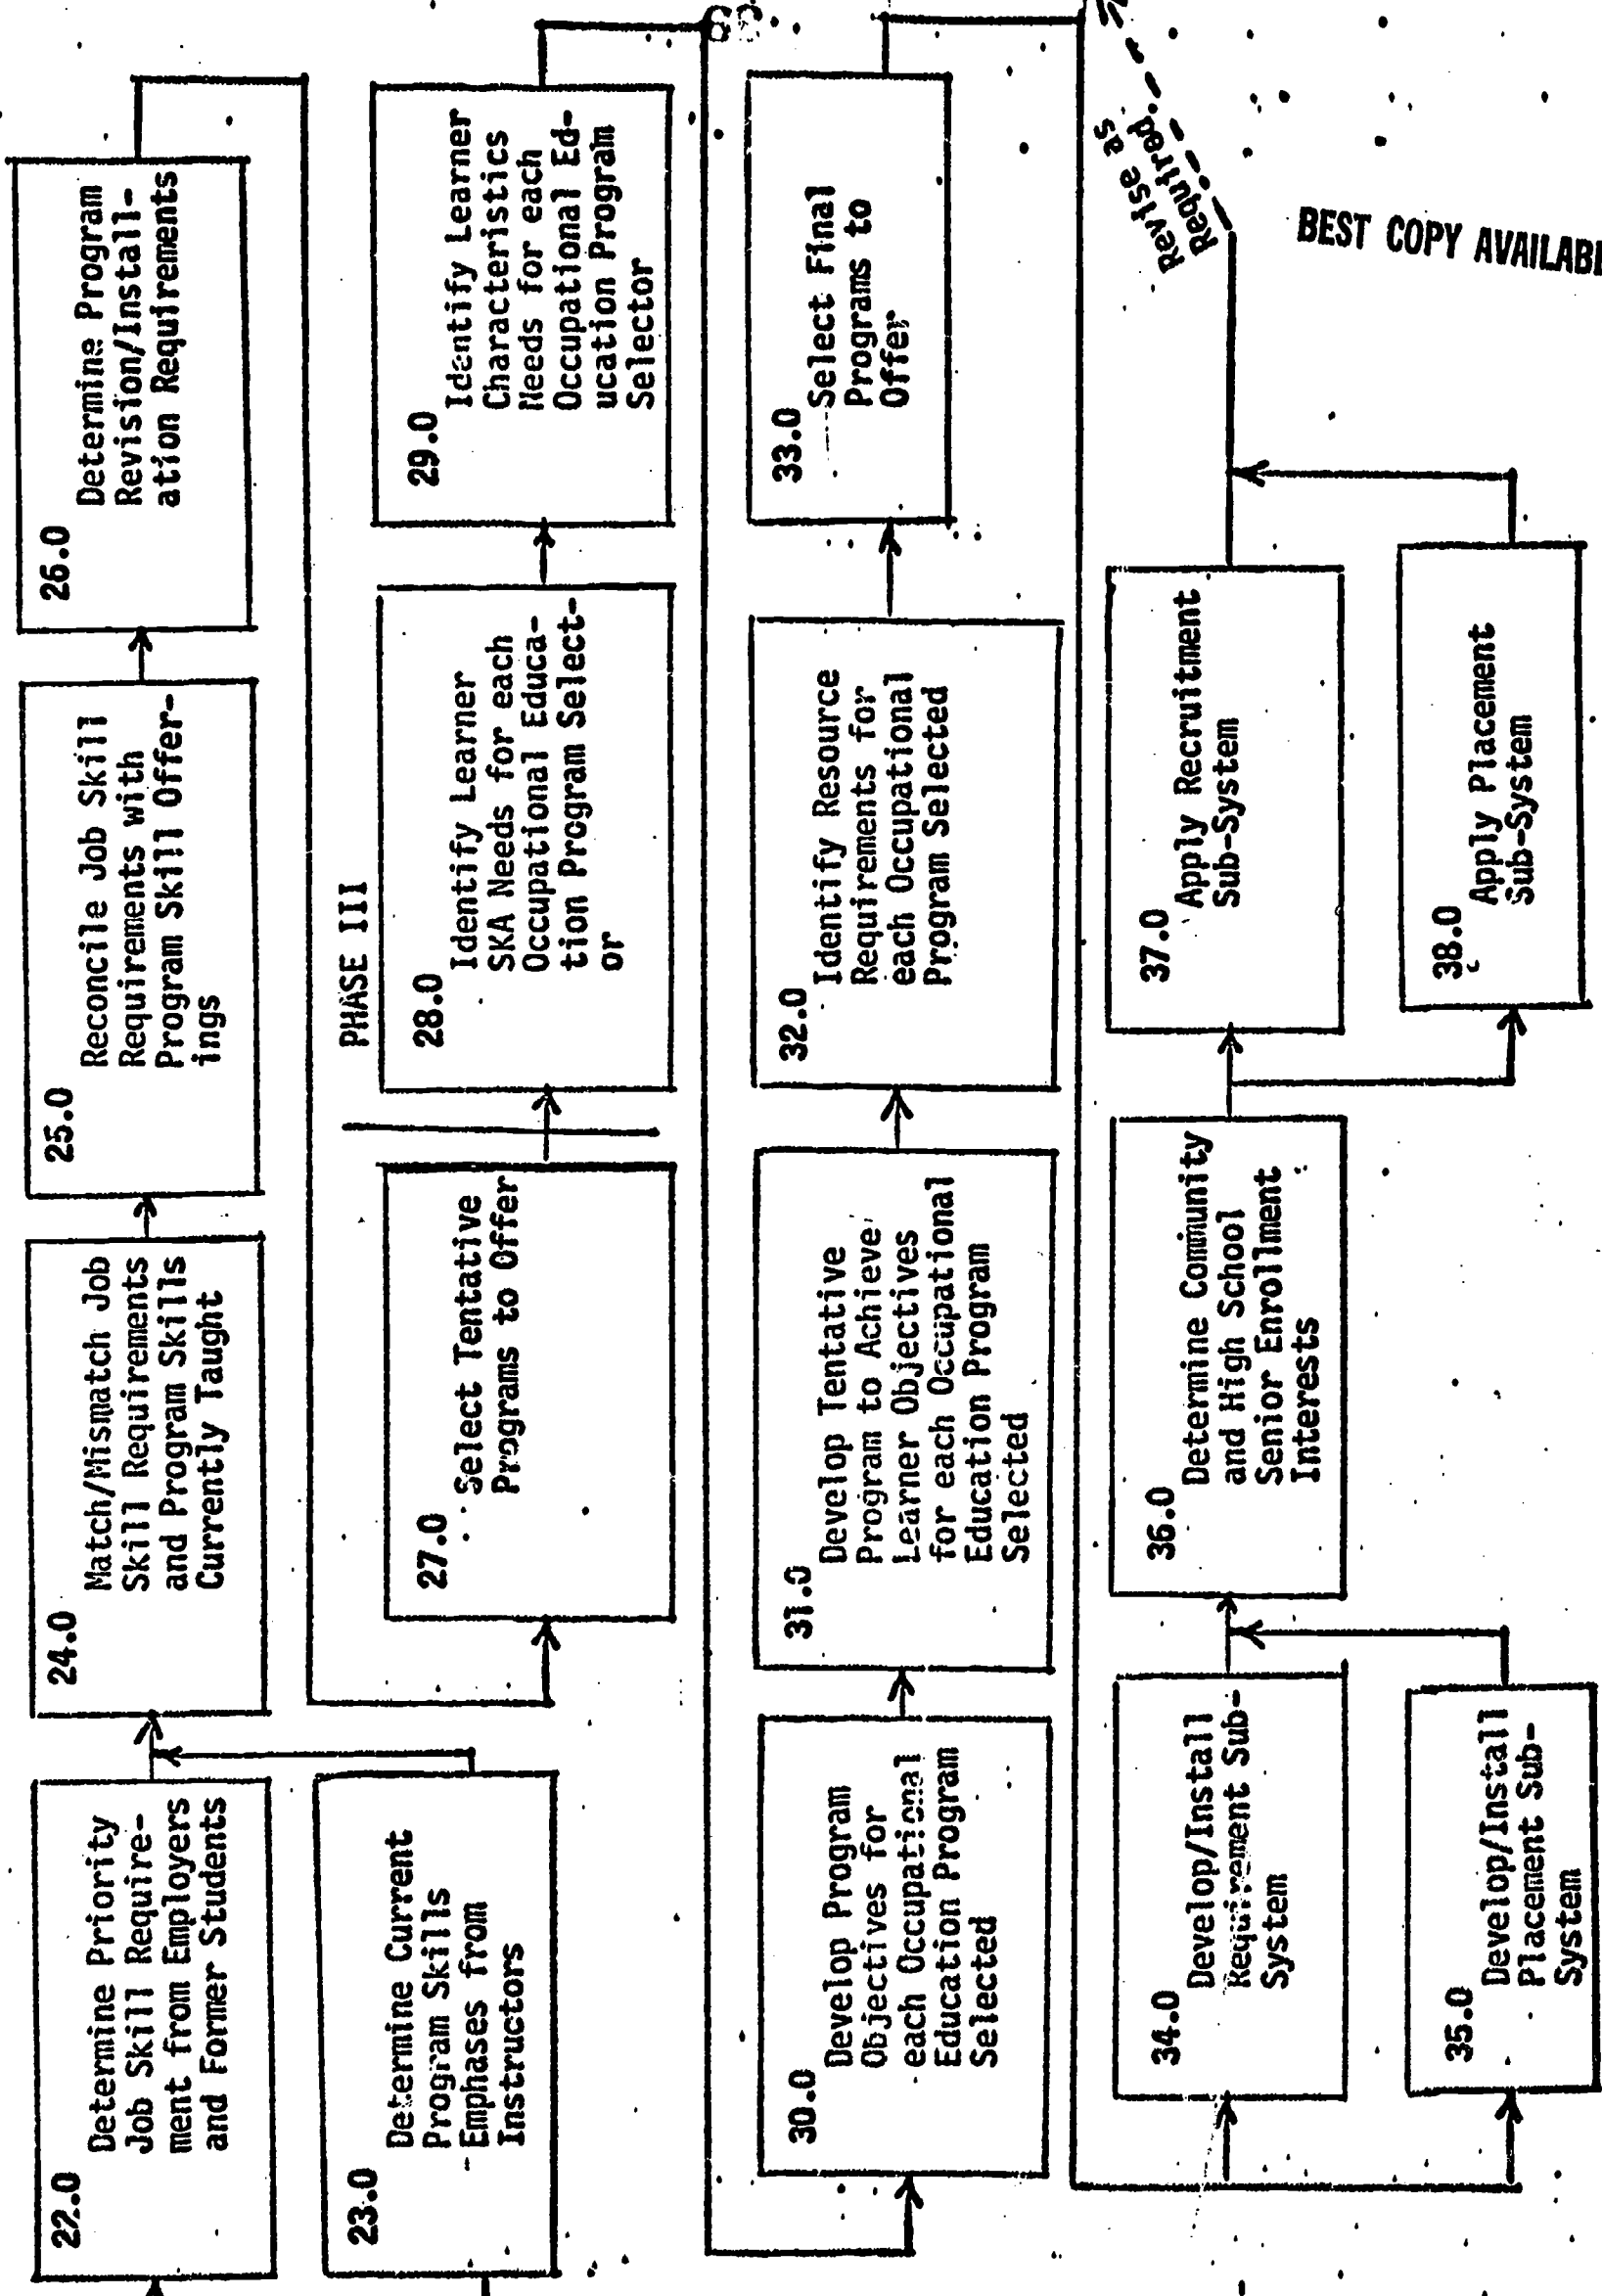 22.0
Determine Priority
Job Skill Require-
ment from Employers
and Former Students
23.0
Determine Current
Program Skills
Emphases from
Instructors
24.0
Match/Mismatch Job
Skill Requirements
and Program Skills
Currently Taught
25.0
Reconcile Job Skill
Requirements with
Program Skill Offer-
ings
26.0
Determine Program
Revision/Install-
ation Requirements
27.0
Select Tentative
Programs to Offer
PHASE III
28.0
Identify Learner
SKA Needs for each
Occupational Educa-
tion Program Select-
or
29.0
Identify Learner
Characteristics
Needs for each
Occupational Ed-
ucation Program
Selector
30.0
Develop Program
Objectives for
each Occupational
Education Program
Selected
31.0
Develop Tentative
Program to Achieve
Learner Objectives
for each Occupational
Education Program
Selected
32.0
Identify Resource
Requirements for
each Occupational
Program Selected
33.0
Select Final
Programs to
Offer
34.0
Develop/Install
Requirement Sub-
System
35.0
Develop/Install
Placement Sub-
System
36.0
Determine Community
and High School
Senior Enrollment
Interests
37.0
Apply Recruitment
Sub-System
38.0
Apply Placement
Sub-System
Revise as
Required
BEST COPY AVAILABL